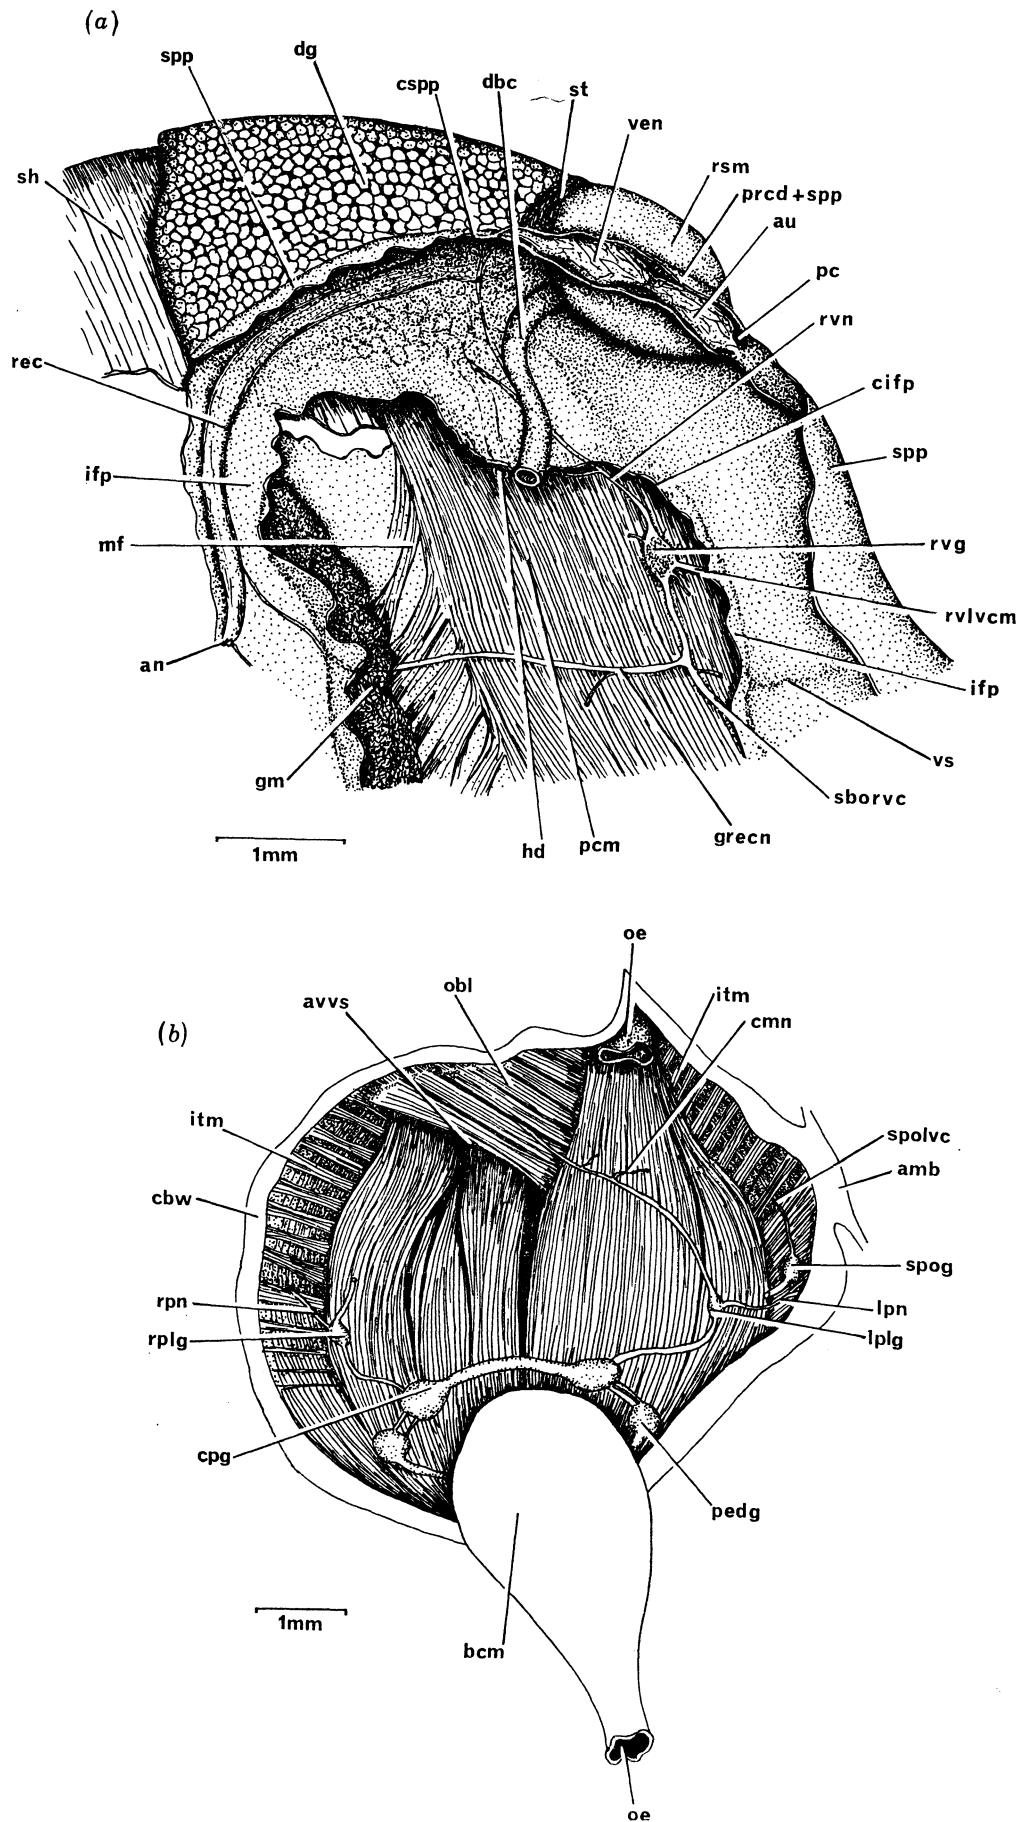 (a)
spp
dg
cspp
dbc
st
ven
rsm
prcd+spp
au
pc
rvn
cifp
spp
rvg
rvlvcm
ifp
vs
sborvc
grecn
pcm
hd
gm
an
mf
ifp
rec
sh
1mm
(b)
oe
avvs
obl
itm
cmn
itm
spolvc
amb
cbw
spog
rpn
lpn
rplg
lplg
cpg
pedg
1mm
bcm
oe